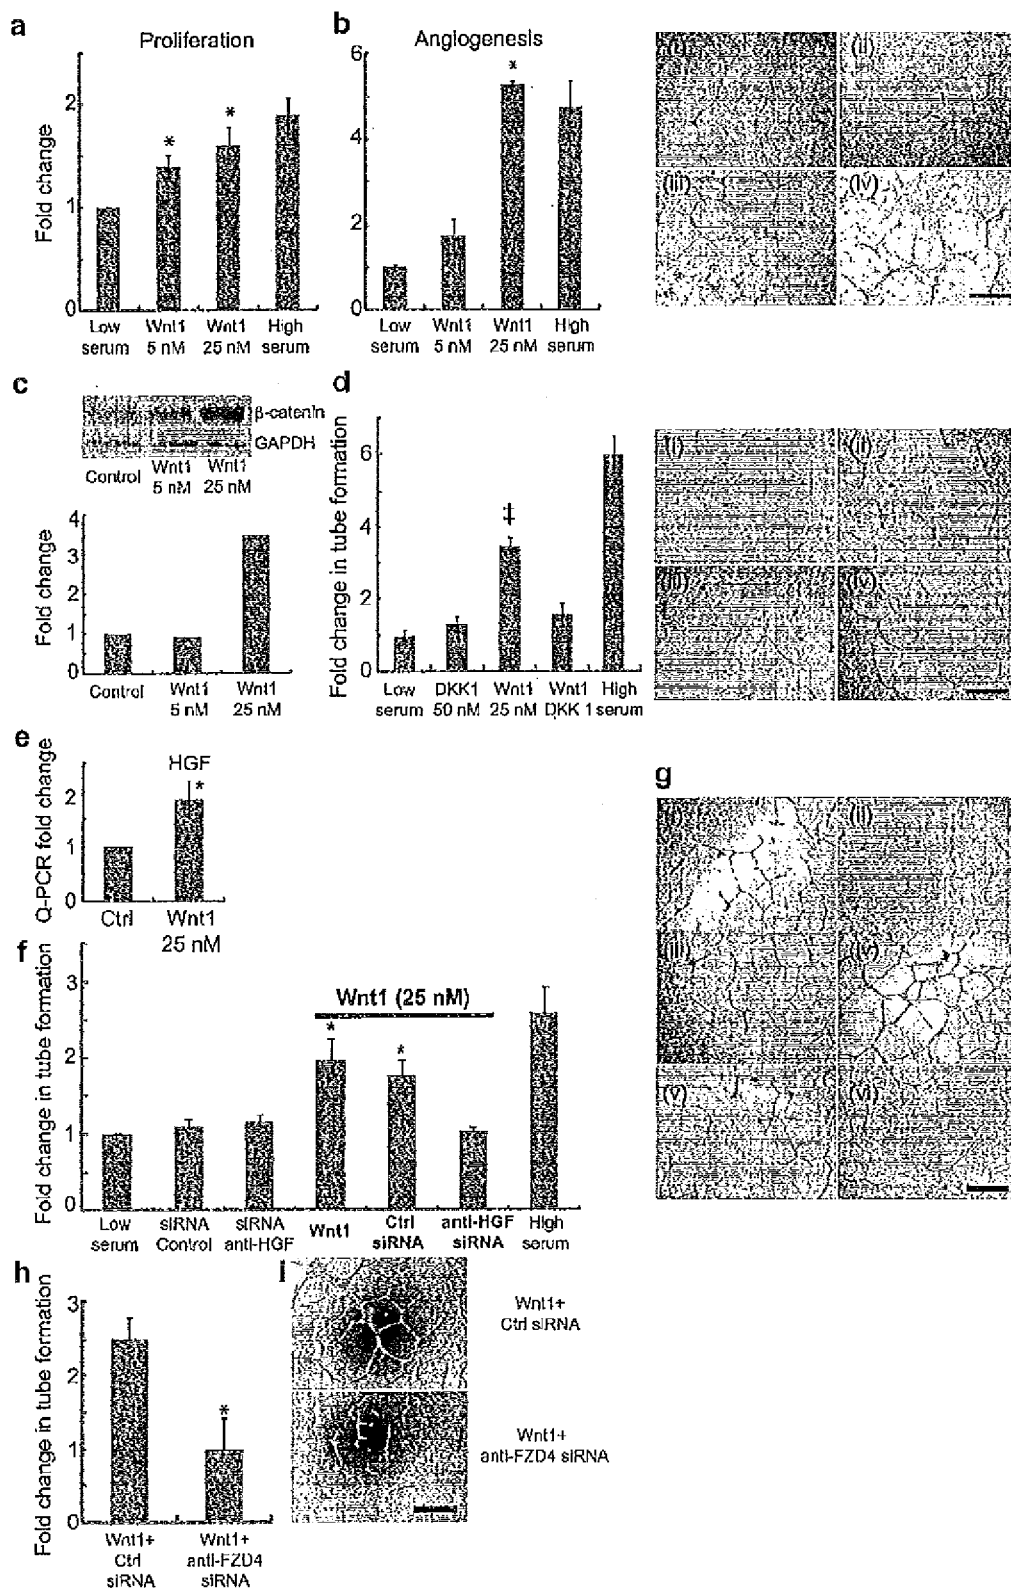 a
Proliferation
Fold change
2
1
0
*
*
Low serum
Wnt1 5 nM
Wnt1 25 nM
High serum
b
Angiogenesis
6
4
2
1
0
*
Low serum
Wnt1 5 nM
Wnt1 25 nM
High serum
(i)
(ii)
(iii)
(iv)
c
β-catenin
GAPDH
Control
Wnt1 5 nM
Wnt1 25 nM
Fold change
4
3
2
1
0
Control
Wnt1 5 nM
Wnt1 25 nM
d
Fold change in tube formation
6
4
2
0
‡
Low serum
DKK1 50 nM
Wnt1 25 nM
Wnt1 DKK 1
High serum
(i)
(ii)
(iii)
(iv)
e
Q-PCR fold change
HGF
2
1
0
*
Ctrl
Wnt1 25 nM
f
Fold change in tube formation
3
2
1
0
Wnt1 (25 nM)
*
*
Low serum
siRNA Control
siRNA anti-HGF
Wnt1
Ctrl siRNA
anti-HGF siRNA
High serum
g
(i)
(ii)
(iii)
(iv)
(v)
(vi)
h
Fold change in tube formation
3
2
1
0
*
Wnt1+ Ctrl siRNA
Wnt1+ anti-FZD4 siRNA
i
Wnt1+
Ctrl siRNA
Wnt1+
anti-FZD4 siRNA